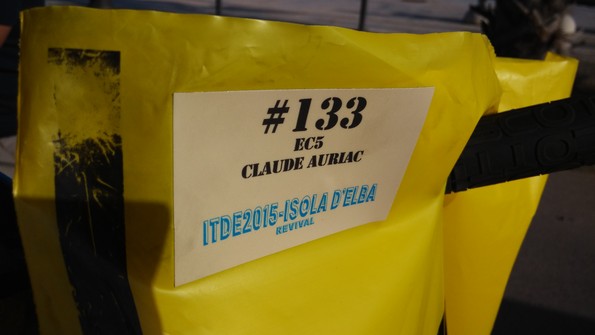 #133
EC5
CLAUDE AURIAC
ITDE2015-ISOLA D'ELBA
REVIVAL